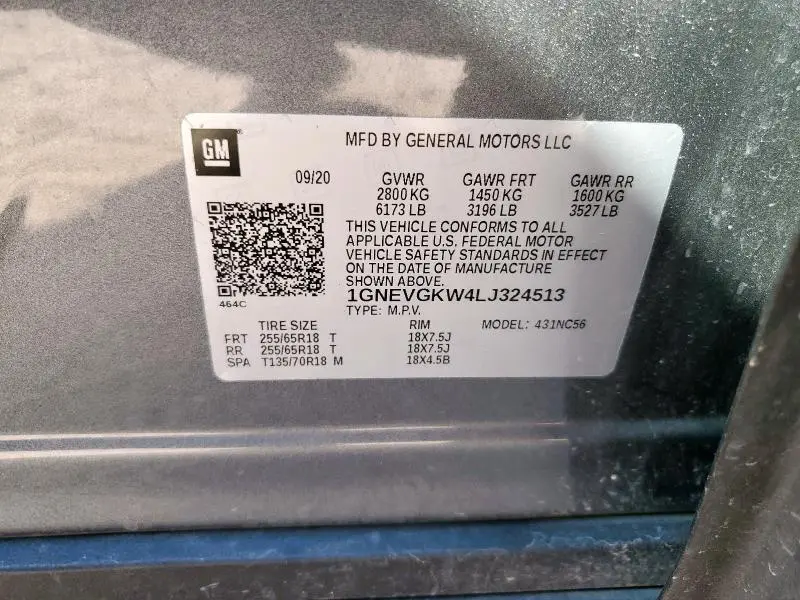 GM
MFD BY GENERAL MOTORS LLC
09/20 GVWR GAWR FRT GAWR RR
2800 KG 1450 KG 1600 KG
6173 LB 3196 LB 3527 LB
THIS VEHICLE CONFORMS TO ALL
APPLICABLE U.S. FEDERAL MOTOR
VEHICLE SAFETY STANDARDS IN EFFECT
ON THE DATE OF MANUFACTURE
SHOWN ABOVE.
464C
1GNEVGKW4LJ324513
TYPE: M.P.V.
TIRE SIZE RIM MODEL: 431NC56
FRT 255/65R18 T 18X7.5J
RR 255/65R18 T 18X7.5J
SPA T135/70R18 M 18X4.5B